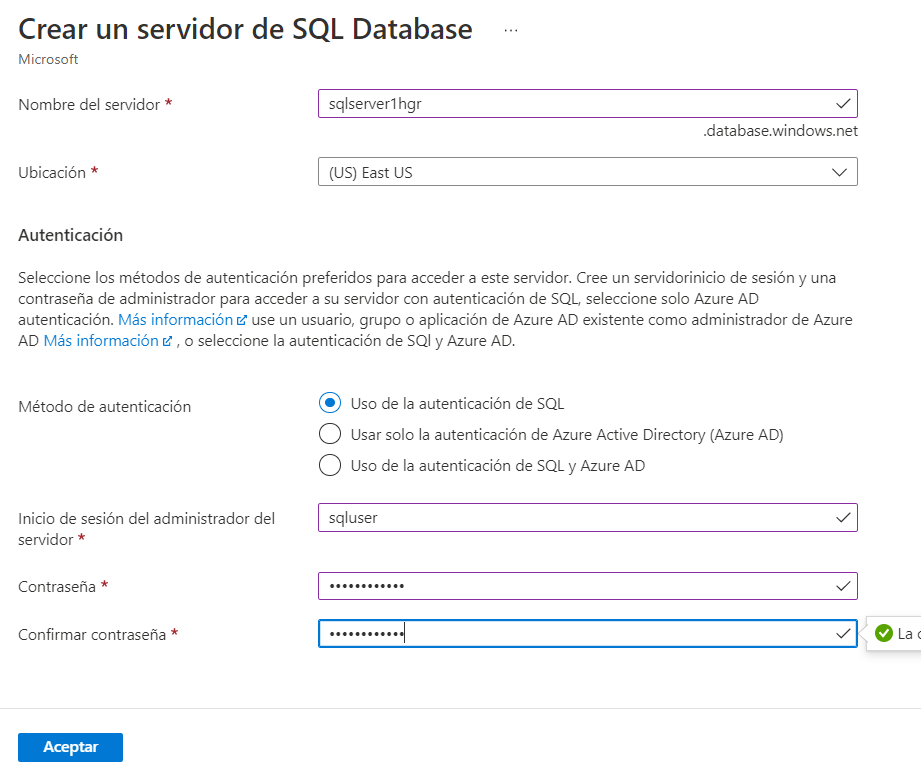 Crear un servidor de SQL Database ...
Microsoft
Nombre del servidor *
sqlserver1hgr
.database.windows.net
Ubicación *
(US) East US
Autenticación
Seleccione los métodos de autenticación preferidos para acceder a este servidor. Cree un servidorinicio de sesión y una
contraseña de administrador para acceder a su servidor con autenticación de SQL, seleccione solo Azure AD
autenticación. Más información use un usuario, grupo o aplicación de Azure AD existente como administrador de Azure
AD Más información , o seleccione la autenticación de SQl y Azure AD.
Método de autenticación
Uso de la autenticación de SQL
Usar solo la autenticación de Azure Active Directory (Azure AD)
Uso de la autenticación de SQL y Azure AD
Inicio de sesión del administrador del
servidor *
sqluser
Contraseña *
••••••••••••
Confirmar contraseña *
••••••••••••
La
Aceptar